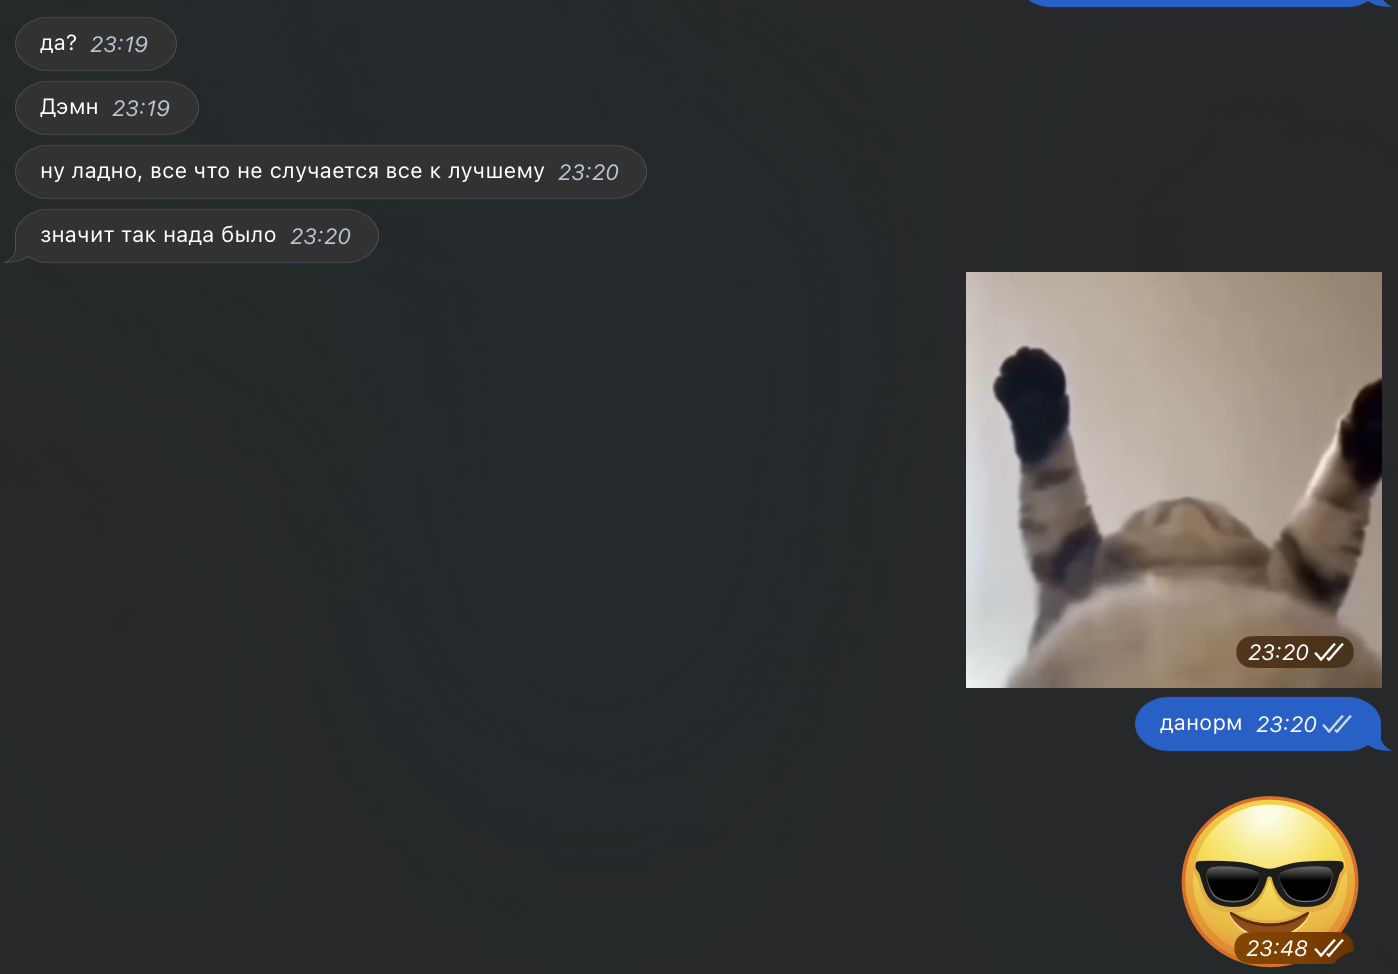 да? 23:19
Дэмн 23:19
ну ладно, все что не случается все к лучшему 23:20
значит так нада было 23:20
23:20
данорм 23:20
23:48